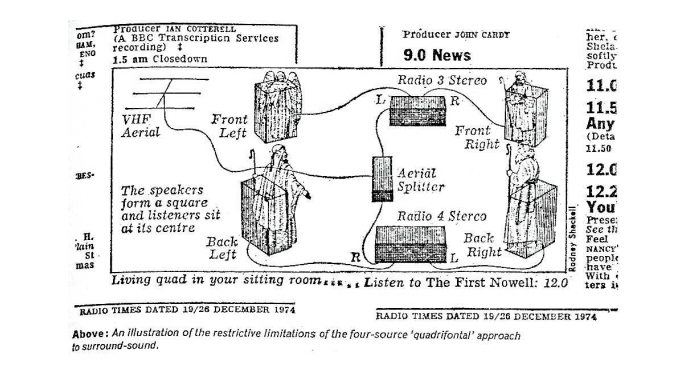 om?
HAM,
ENO
‡
cuas
‡
BES-
H.
lain
St
mas
Producer IAN COTTERELL
(A BBC Transcription Services
recording) ‡
1.5 am Closedown
Producer JOHN CARDY
9.0 News
her.
Shela
softly
Produ
11.0
11.5
Any
(Deta
11.50
12.0
12.2
You
Prese
See th
Feel
NANCY
people
have
With
ters i
VHF
Aerial
Front
Left
Radio 3 Stereo
L R
Front
Right
Aerial
Splitter
The speakers
form a square
and listeners sit
at its centre
Back
Left
Radio 4 Stereo
R L
Back
Right
Rodney Shackell
Living quad in your sitting room...... Listen to The First Nowell: 12.0
RADIO TIMES DATED 19/26 DECEMBER 1974
RADIO TIMES DATED 19/26 DECEMBER 1974
Above: An illustration of the restrictive limitations of the four-source 'quadrifontal' approach
to surround-sound.